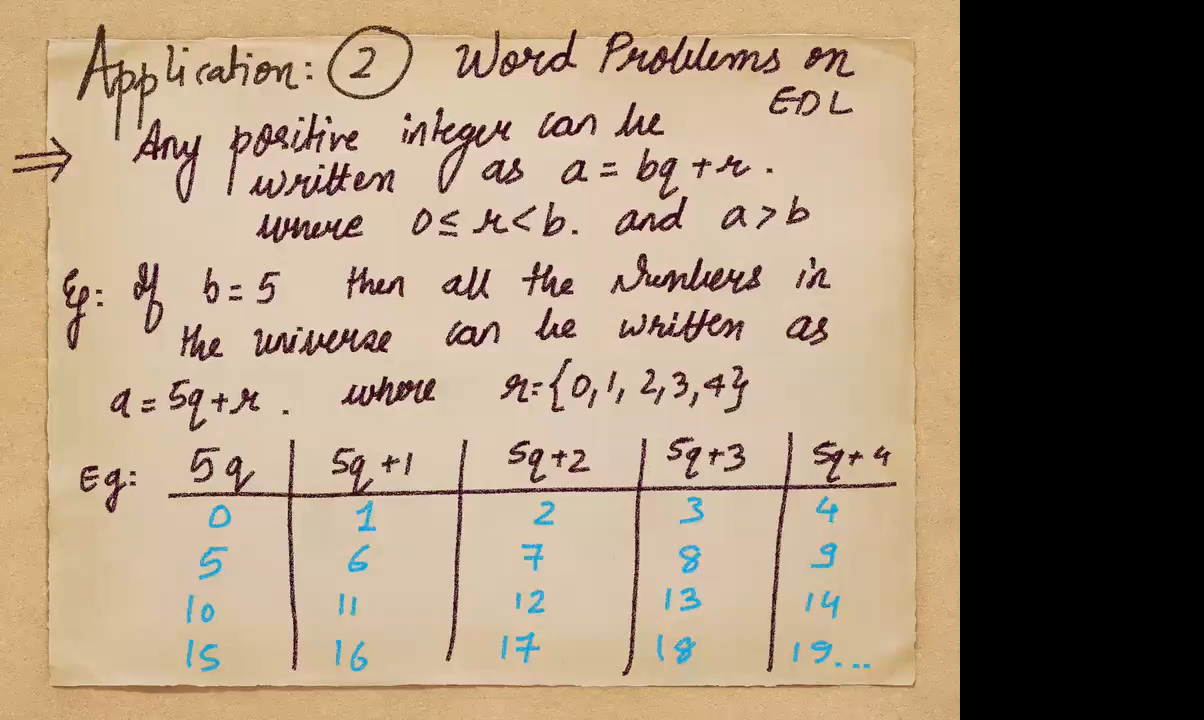 Application: 2 Word Problems on
EDL
⇒ Any positive integer can be
written as a = bq + r.
where 0 ≤ r < b. and a > b
Eg: If b = 5 then all the Numbers in
the universe can be written as
a = 5q + r. where r = {0, 1, 2, 3, 4}
Eg: 5q | 5q + 1 | 5q + 2 | 5q + 3 | 5q + 4
0 | 1 | 2 | 3 | 4
5 | 6 | 7 | 8 | 9
10 | 11 | 12 | 13 | 14
15 | 16 | 17 | 18 | 19...